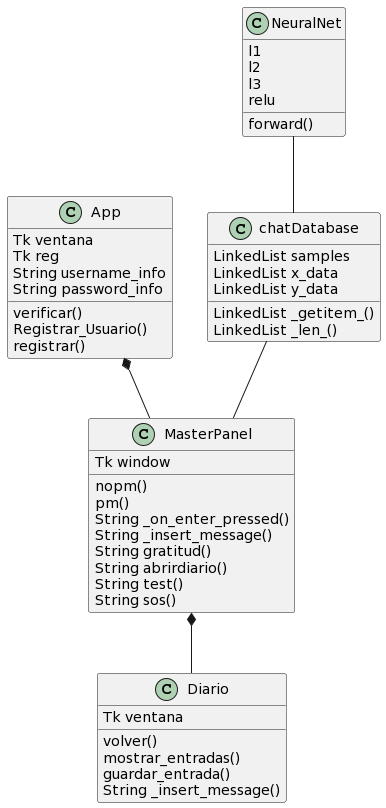 C NeuralNet
l1
l2
l3
relu
forward()
C App
Tk ventana
Tk reg
String username_info
String password_info
verificar()
Registrar_Usuario()
registrar()
C chatDatabase
LinkedList samples
LinkedList x_data
LinkedList y_data
LinkedList _getitem_()
LinkedList _len_()
C MasterPanel
Tk window
nopm()
pm()
String _on_enter_pressed()
String _insert_message()
String gratitud()
String abrirdiario()
String test()
String sos()
C Diario
Tk ventana
volver()
mostrar_entradas()
guardar_entrada()
String _insert_message()